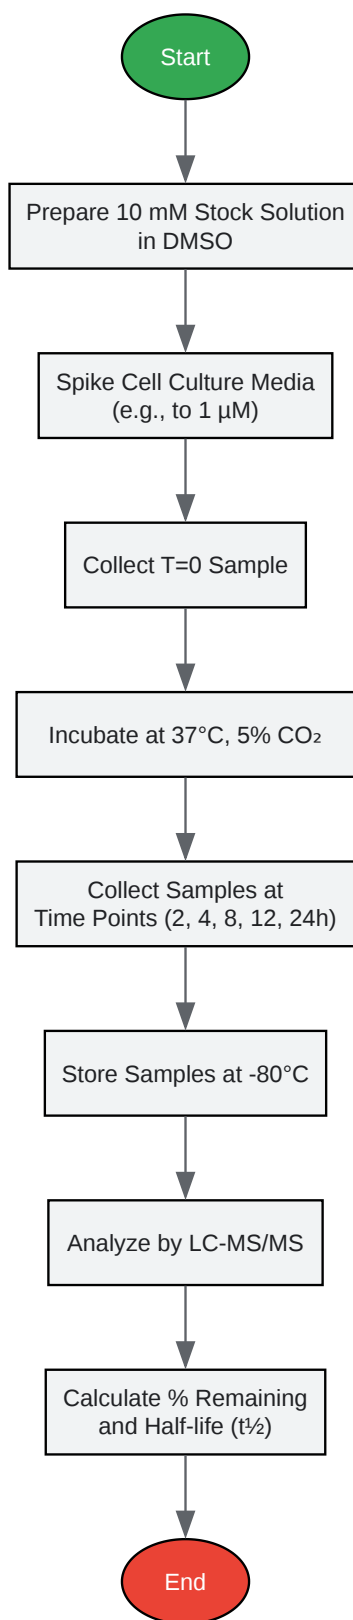 Start
Prepare 10 mM Stock Solution
in DMSO
Spike Cell Culture Media
(e.g., to 1 µM)
Collect T=0 Sample
Incubate at 37°C, 5% CO₂
Collect Samples at
Time Points (2, 4, 8, 12, 24h)
Store Samples at -80°C
Analyze by LC-MS/MS
Calculate % Remaining
and Half-life (t½)
End